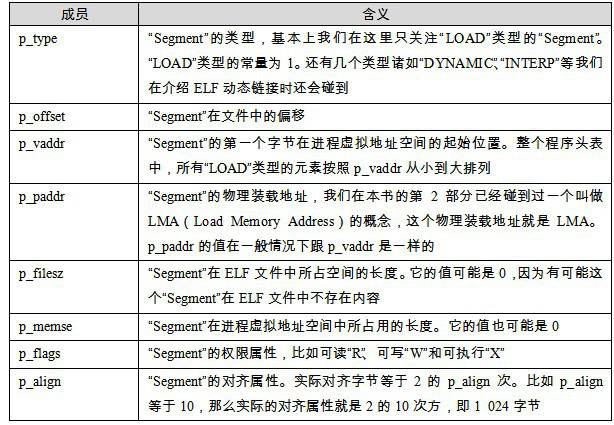 成员 含义
p_type “Segment”的类型，基本上我们在这里只关注“LOAD”类型的“Segment”。
“LOAD”类型的常量为 1。还有几个类型诸如“DYNAMIC”、“INTERP”等我们
在介绍 ELF 动态链接时还会碰到
p_offset “Segment”在文件中的偏移
p_vaddr “Segment”的第一个字节在进程虚拟地址空间的起始位置。整个程序头表
中，所有“LOAD”类型的元素按照 p_vaddr 从小到大排列
p_paddr “Segment”的物理装载地址，我们在本书的第 2 部分已经碰到过一个叫做
LMA（Load Memory Address）的概念，这个物理装载地址就是 LMA。
p_paddr 的值在一般情况下跟 p_vaddr 是一样的
p_filesz “Segment”在 ELF 文件中所占空间的长度。它的值可能是 0，因为有可能这
个“Segment”在 ELF 文件中不存在内容
p_memse “Segment”在进程虚拟地址空间中所占用的长度。它的值也可能是 0
p_flags “Segment”的权限属性，比如可读“R”、可写“W”和可执行“X”
p_align “Segment”的对齐属性。实际对齐字节等于 2 的 p_align 次。比如 p_align
等于 10，那么实际的对齐属性就是 2 的 10 次方，即 1 024 字节